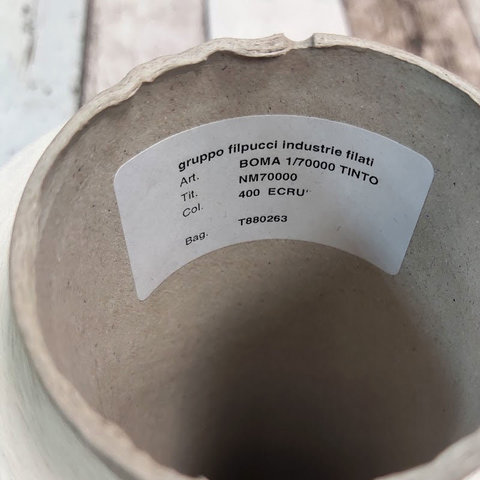 gruppo filpucci industrie filati
Art. BOMA 1/70000 TINTO
Tit. NM70000
Col. 400 ECRU'
Bag. T880263